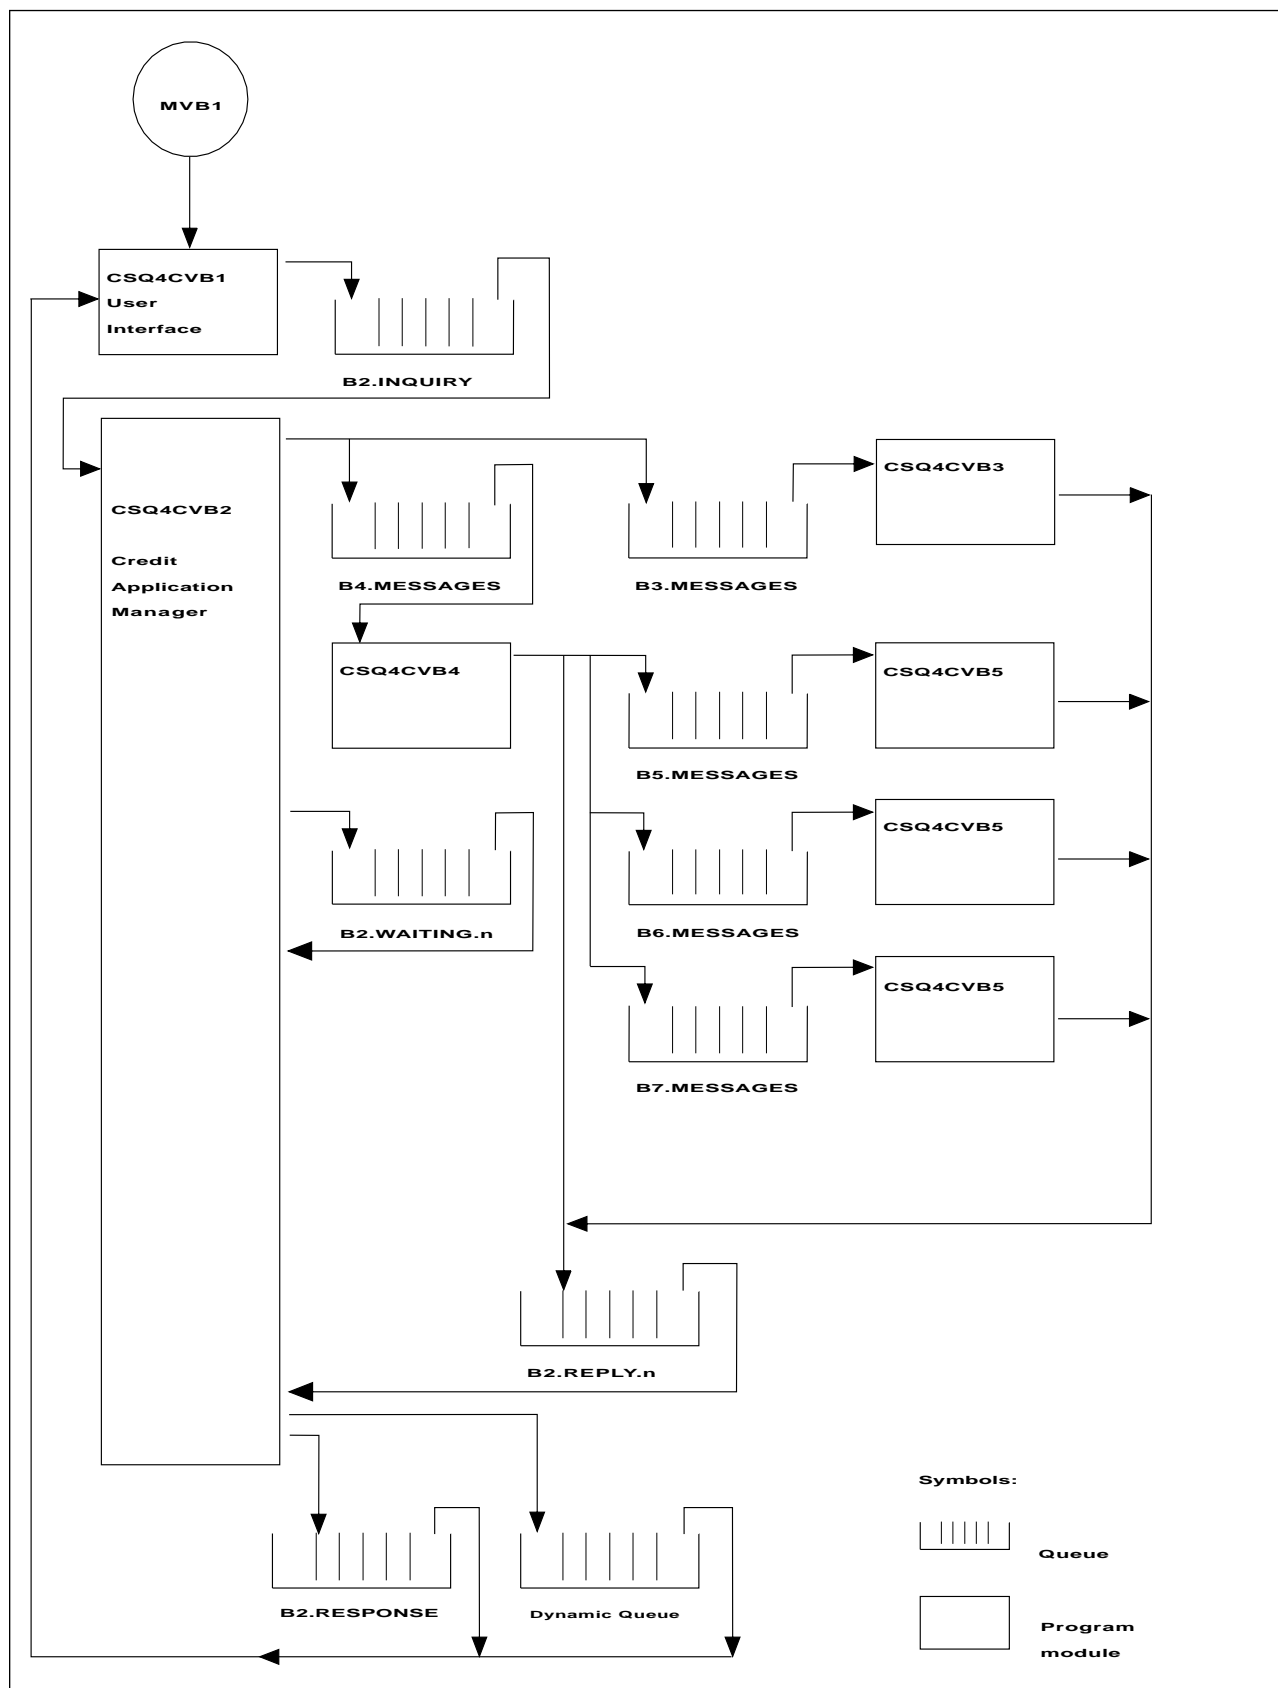 MVB1
CSQ4CVB1
User
Interface
B2.INQUIRY
CSQ4CVB2
Credit
Application
Manager
B4.MESSAGES
B3.MESSAGES
CSQ4CVB3
CSQ4CVB4
B5.MESSAGES
CSQ4CVB5
B2.WAITING.n
B6.MESSAGES
CSQ4CVB5
B7.MESSAGES
CSQ4CVB5
B2.REPLY.n
B2.RESPONSE
Dynamic Queue
Symbols:
Queue
Program
module